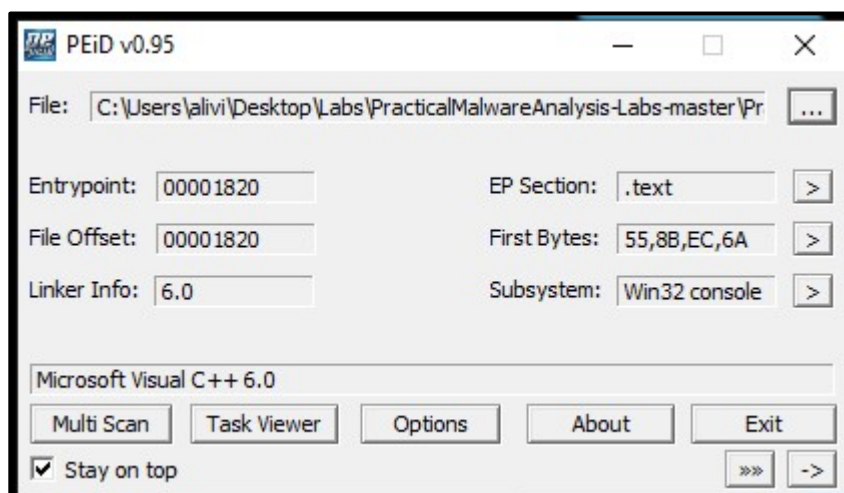 PEiD v0.95
File: C:\Users\alivi\Desktop\Labs\PracticalMalwareAnalysis-Labs-master\Pr ...
Entrypoint: 00001820 EP Section: .text >
File Offset: 00001820 First Bytes: 55,8B,EC,6A >
Linker Info: 6.0 Subsystem: Win32 console >
Microsoft Visual C++ 6.0
Multi Scan Task Viewer Options About Exit
Stay on top »» ->